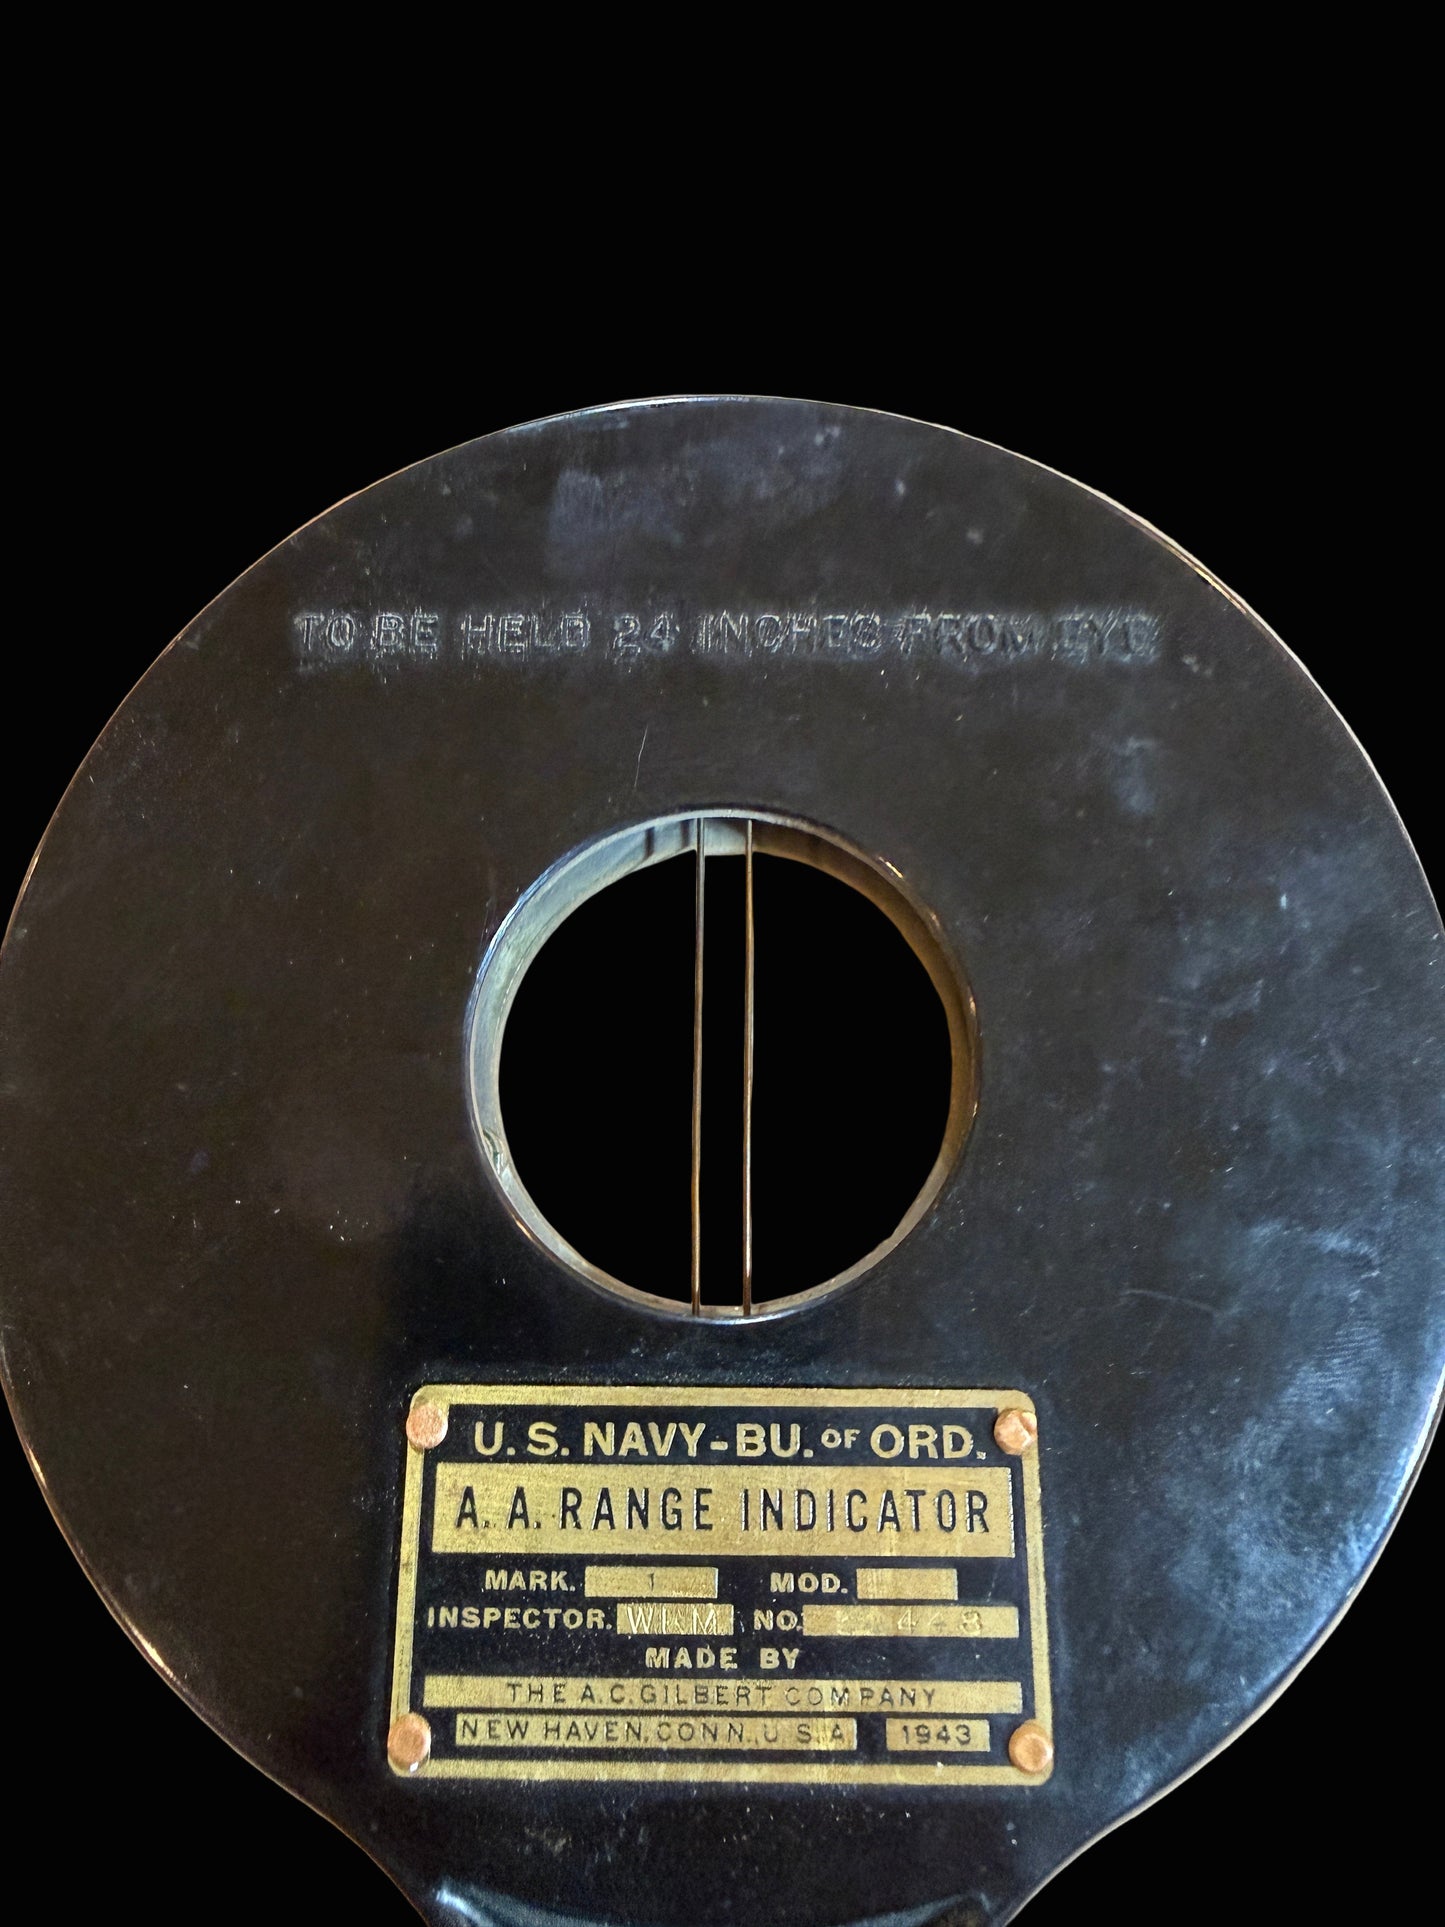 TO BE HELD 24 INCHES FROM EYE
U.S. NAVY-BU. OF ORD.
A. A. RANGE INDICATOR
MARK. 1 MOD.
INSPECTOR. NO.
MADE BY
THE A.C. GILBERT COMPANY
NEW HAVEN, CONN., U S A 1943